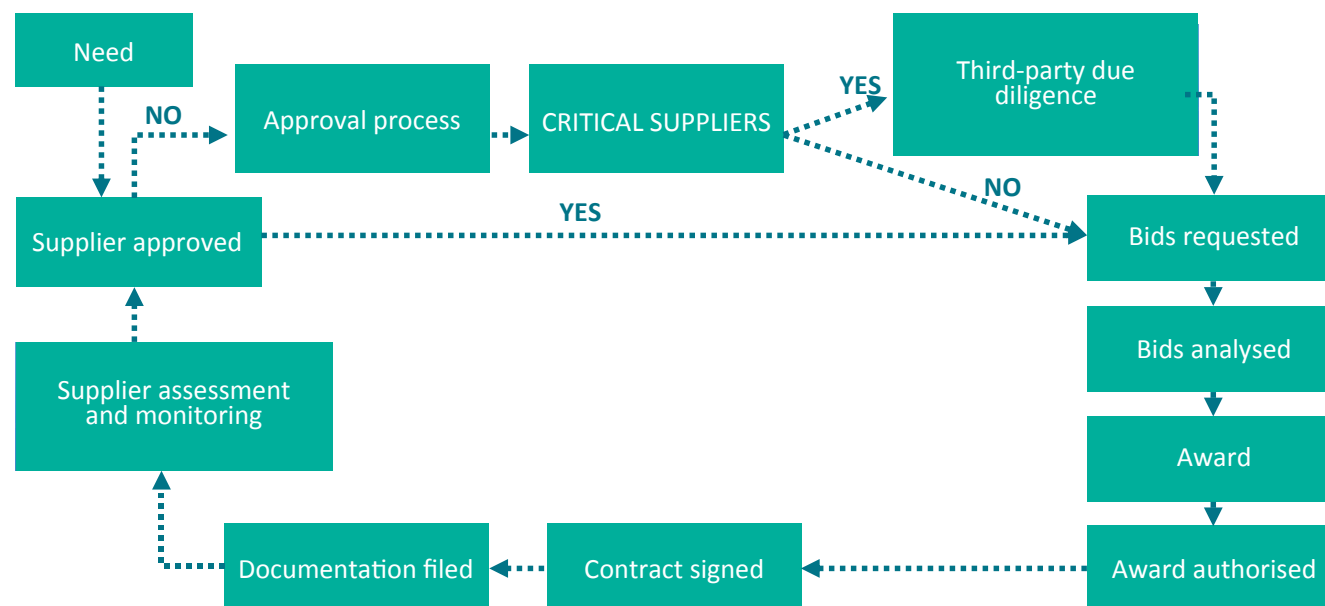 Need
NO
Approval process
CRITICAL SUPPLIERS
YES
Third-party due
diligence
NO
Supplier approved
YES
Bids requested
Bids analysed
Supplier assessment
and monitoring
Award
Documentation filed
Contract signed
Award authorised